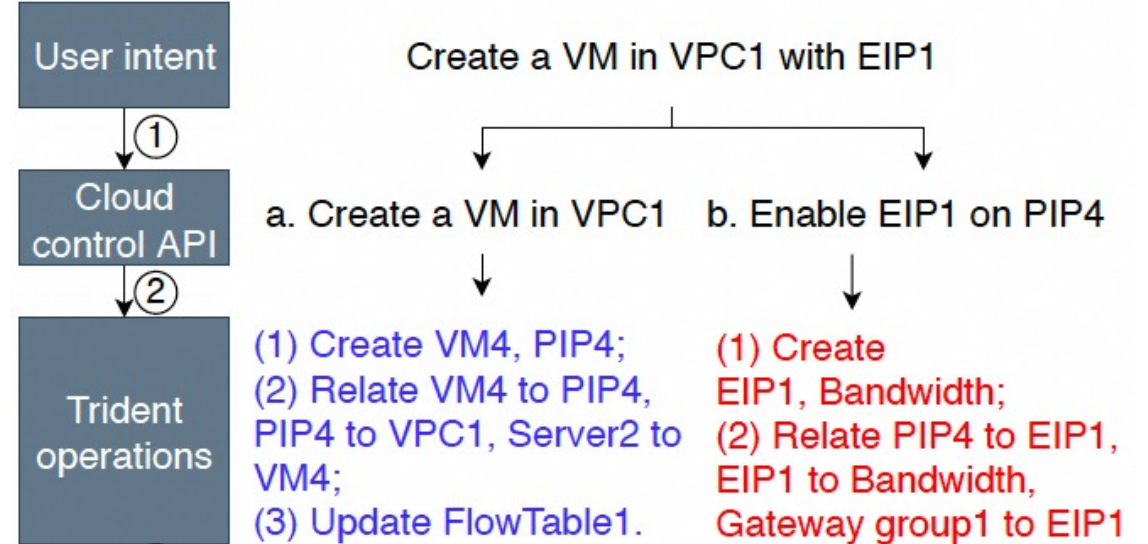 User intent
Create a VM in VPC1 with EIP1
1
Cloud
control API
a. Create a VM in VPC1
b. Enable EIP1 on PIP4
2
Trident
operations
(1) Create VM4, PIP4;
(2) Relate VM4 to PIP4,
PIP4 to VPC1, Server2 to
VM4;
(3) Update FlowTable1.
(1) Create
EIP1, Bandwidth;
(2) Relate PIP4 to EIP1,
EIP1 to Bandwidth,
Gateway group1 to EIP1